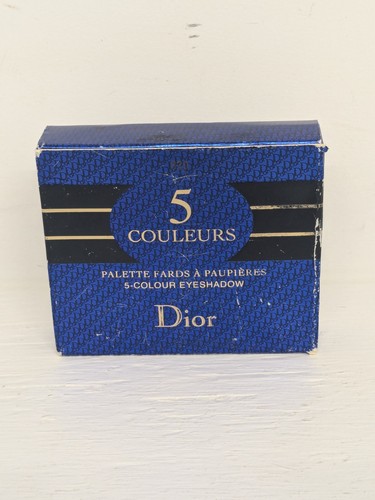 5
COULEURS
PALETTE FARDS À PAUPIÈRES
5-COLOUR EYESHADOW
Dior